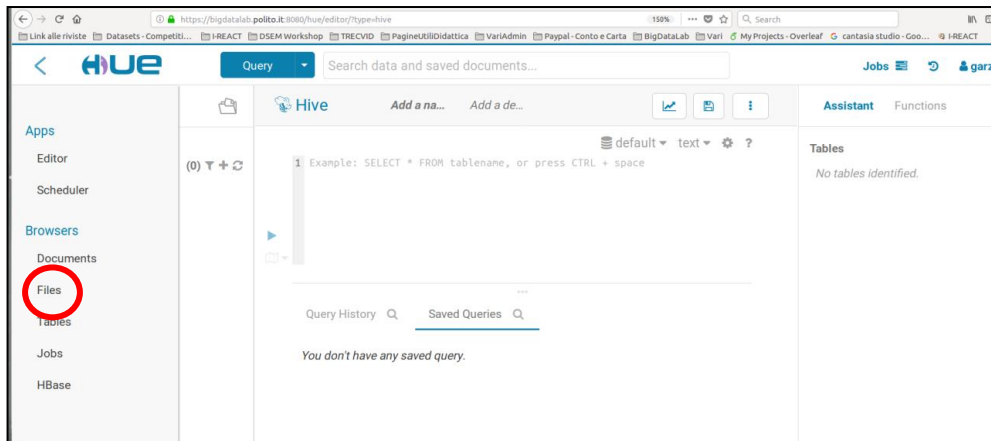 https://bigdatalab.polito.it:8080/hue/editor/?type=hive 150% Search
Link alle riviste Datasets - Competiti... I-REACT DSEM Workshop TRECVID PagineUtiliDidattica VariAdmin Paypal - Conto e Carta BigDataLab Vari My Projects - Overleaf cantasia studio - Goo... I-REACT
HUE Query Search data and saved documents... Jobs garz
Hive Add a na... Add a de... Assistant Functions
Apps
Editor
Scheduler
(0)
default text ?
1 Example: SELECT * FROM tablename, or press CTRL + space
Tables
No tables identified.
Browsers
Documents
Files
Tables
Jobs
HBase
Query History Saved Queries
You don't have any saved query.